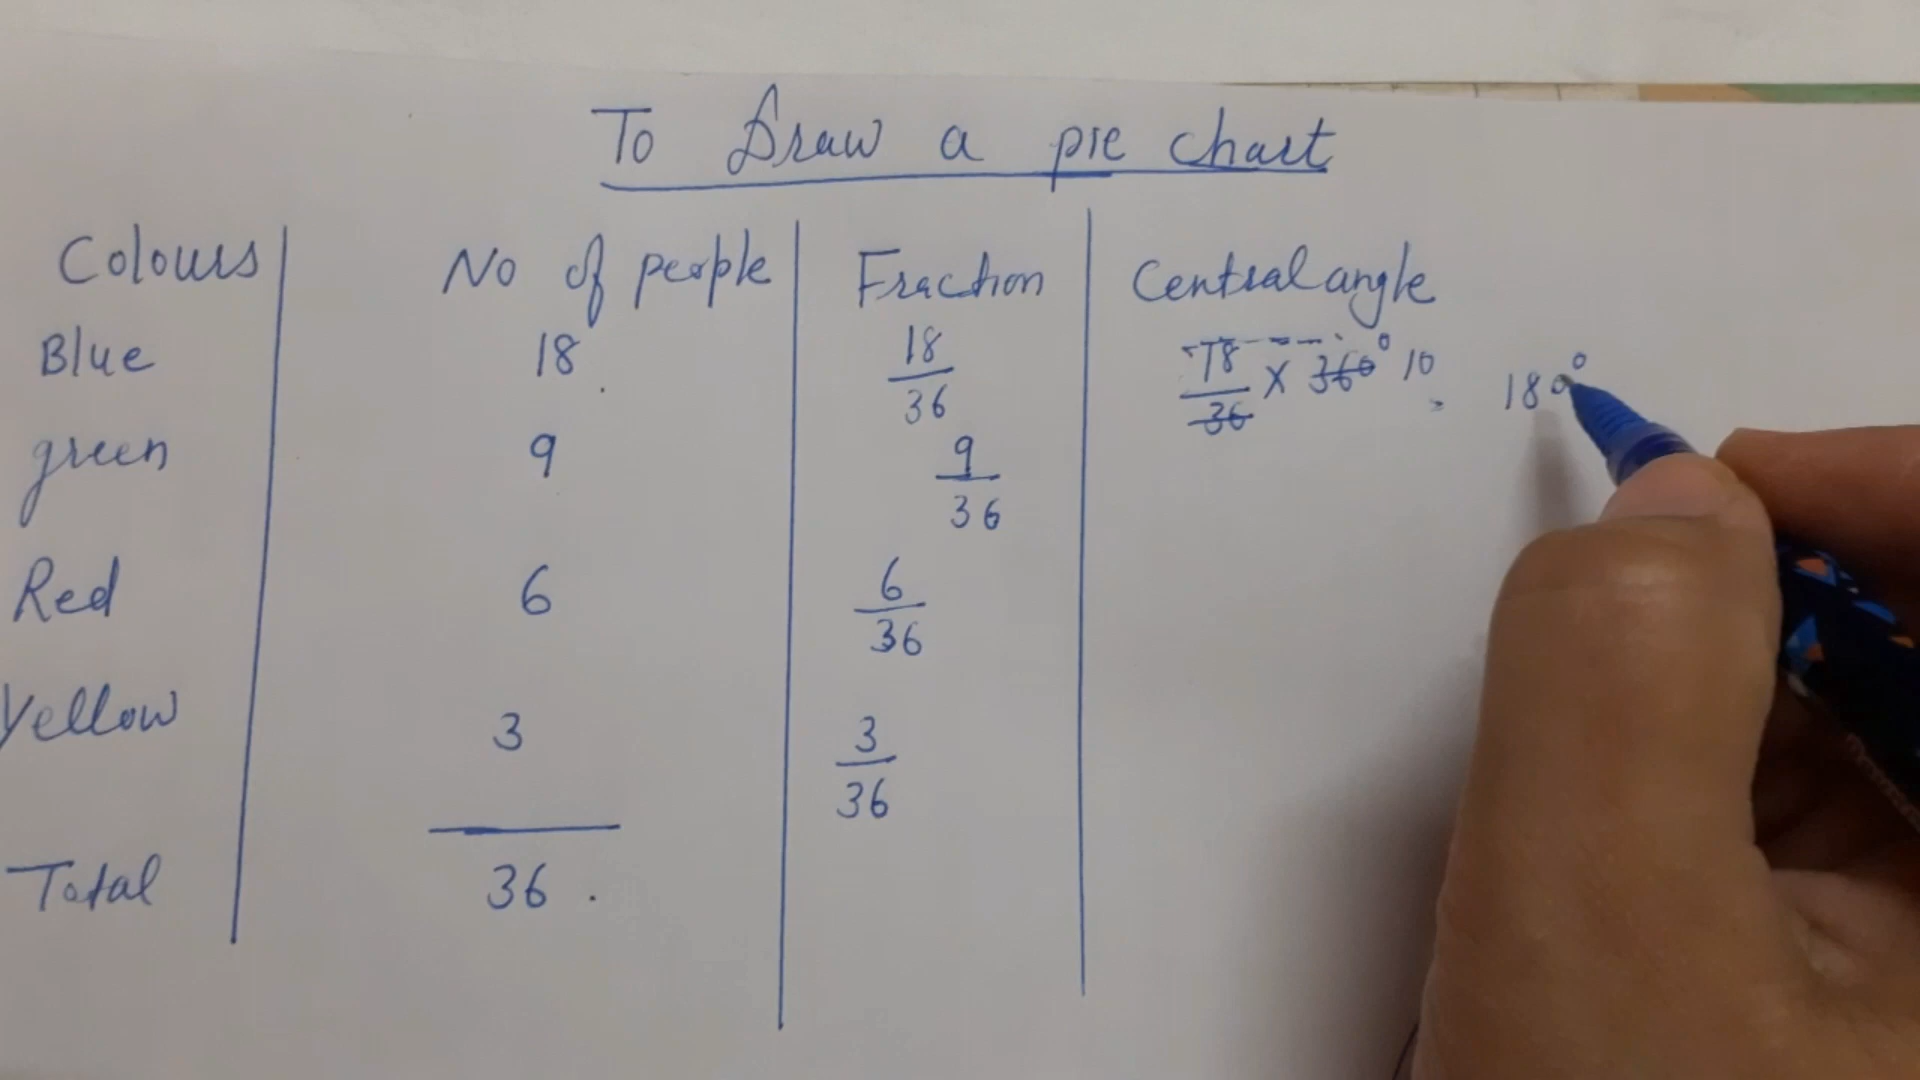 To Draw a pie chart
Colours No of people Fraction Central angle
Blue 18 18/36 18/36 X 360° 10 = 180°
green 9 9/36
Red 6 6/36
Yellow 3 3/36
Total 36